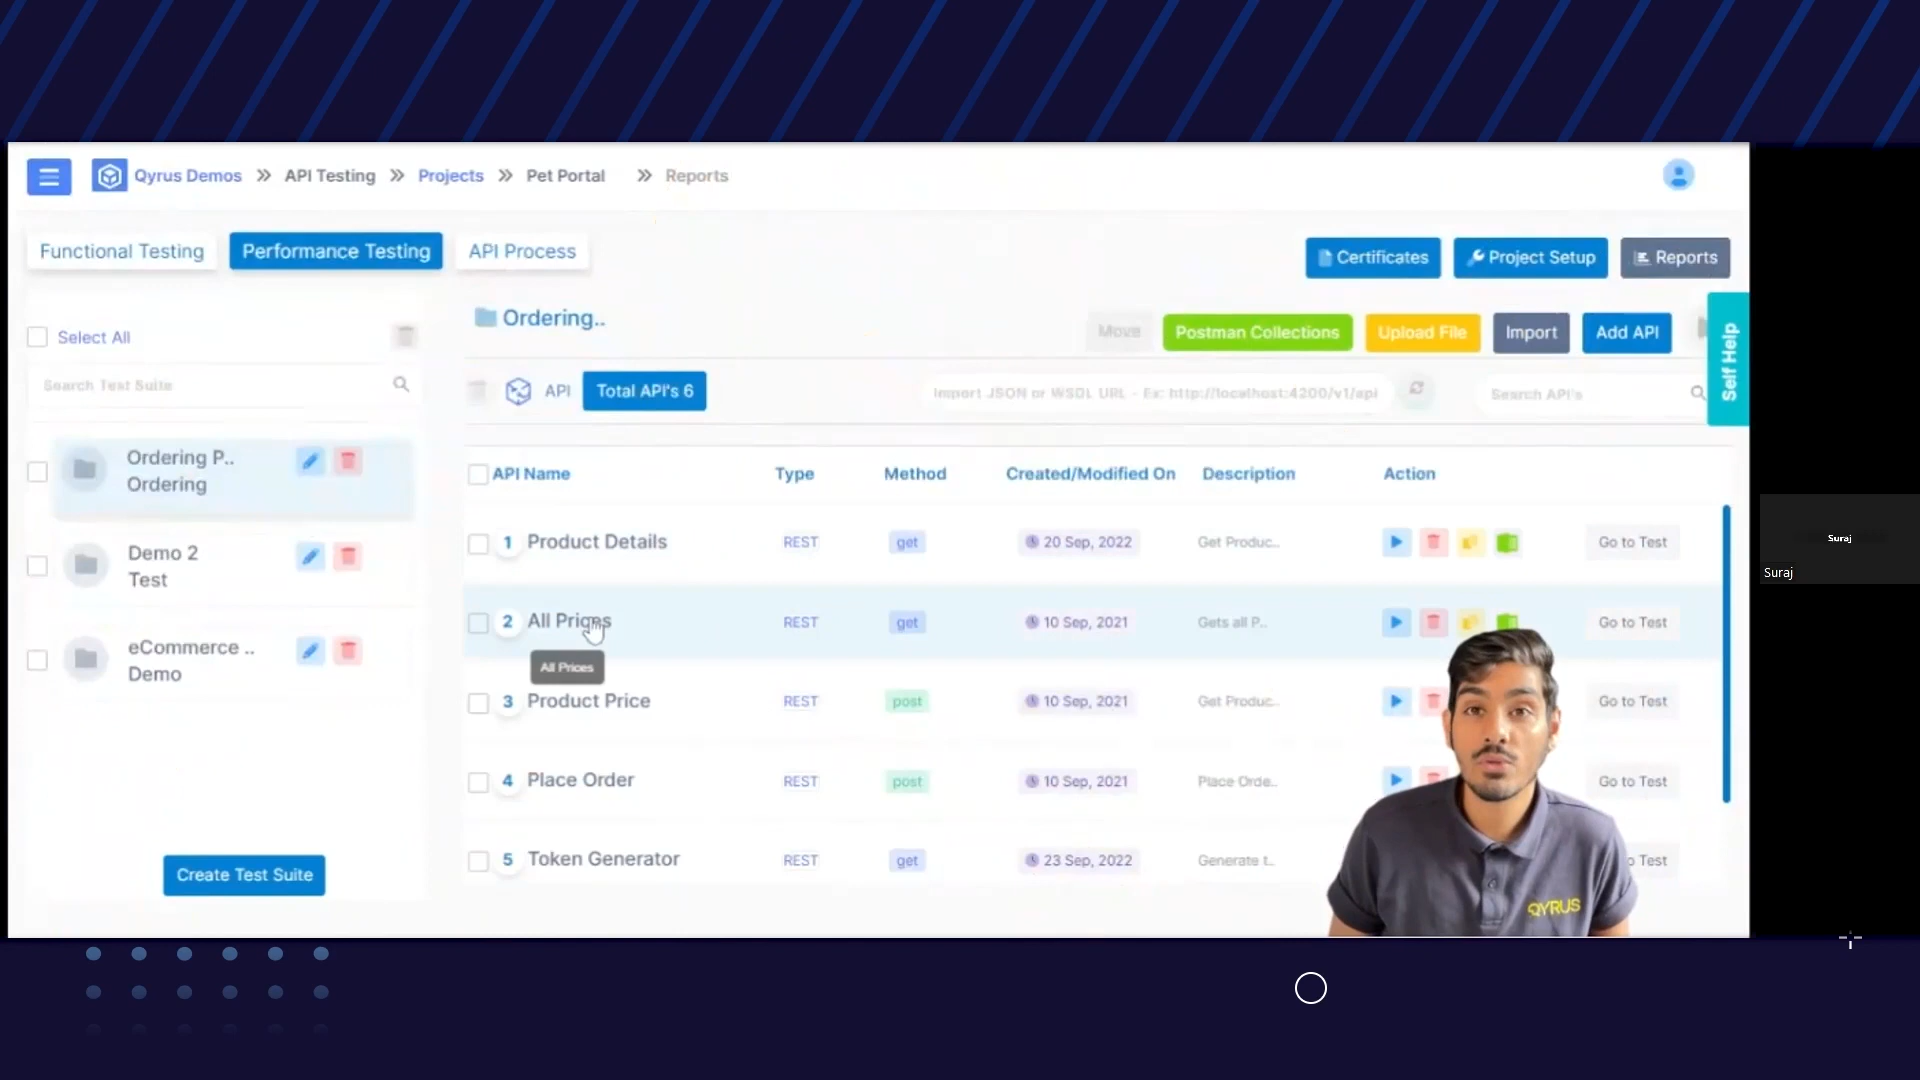 Qyrus Demos >> API Testing >> Projects >> Pet Portal >> Reports
Functional Testing
Performance Testing
API Process
Certificates
Project Setup
Reports
Select All
Search Test Suite
Ordering P..
Ordering
Demo 2
Test
eCommerce ..
Demo
Create Test Suite
Ordering..
Move
Postman Collections
Upload File
Import
Add API
Self Help
API
Total API's 6
Import JSON or WSDL URL - Ex: http://localhost:4200/v1/api
Search API's
API Name Type Method Created/Modified On Description Action
1 Product Details REST get 20 Sep, 2022 Get Produc.. Go to Test
2 All Prices REST get 10 Sep, 2021 Gets all P.. Go to Test
All Prices
3 Product Price REST post 10 Sep, 2021 Get Produc.. Go to Test
4 Place Order REST post 10 Sep, 2021 Place Orde.. Go to Test
5 Token Generator REST get 23 Sep, 2022 Generate t.. o Test
QYRUS
Suraj
Suraj